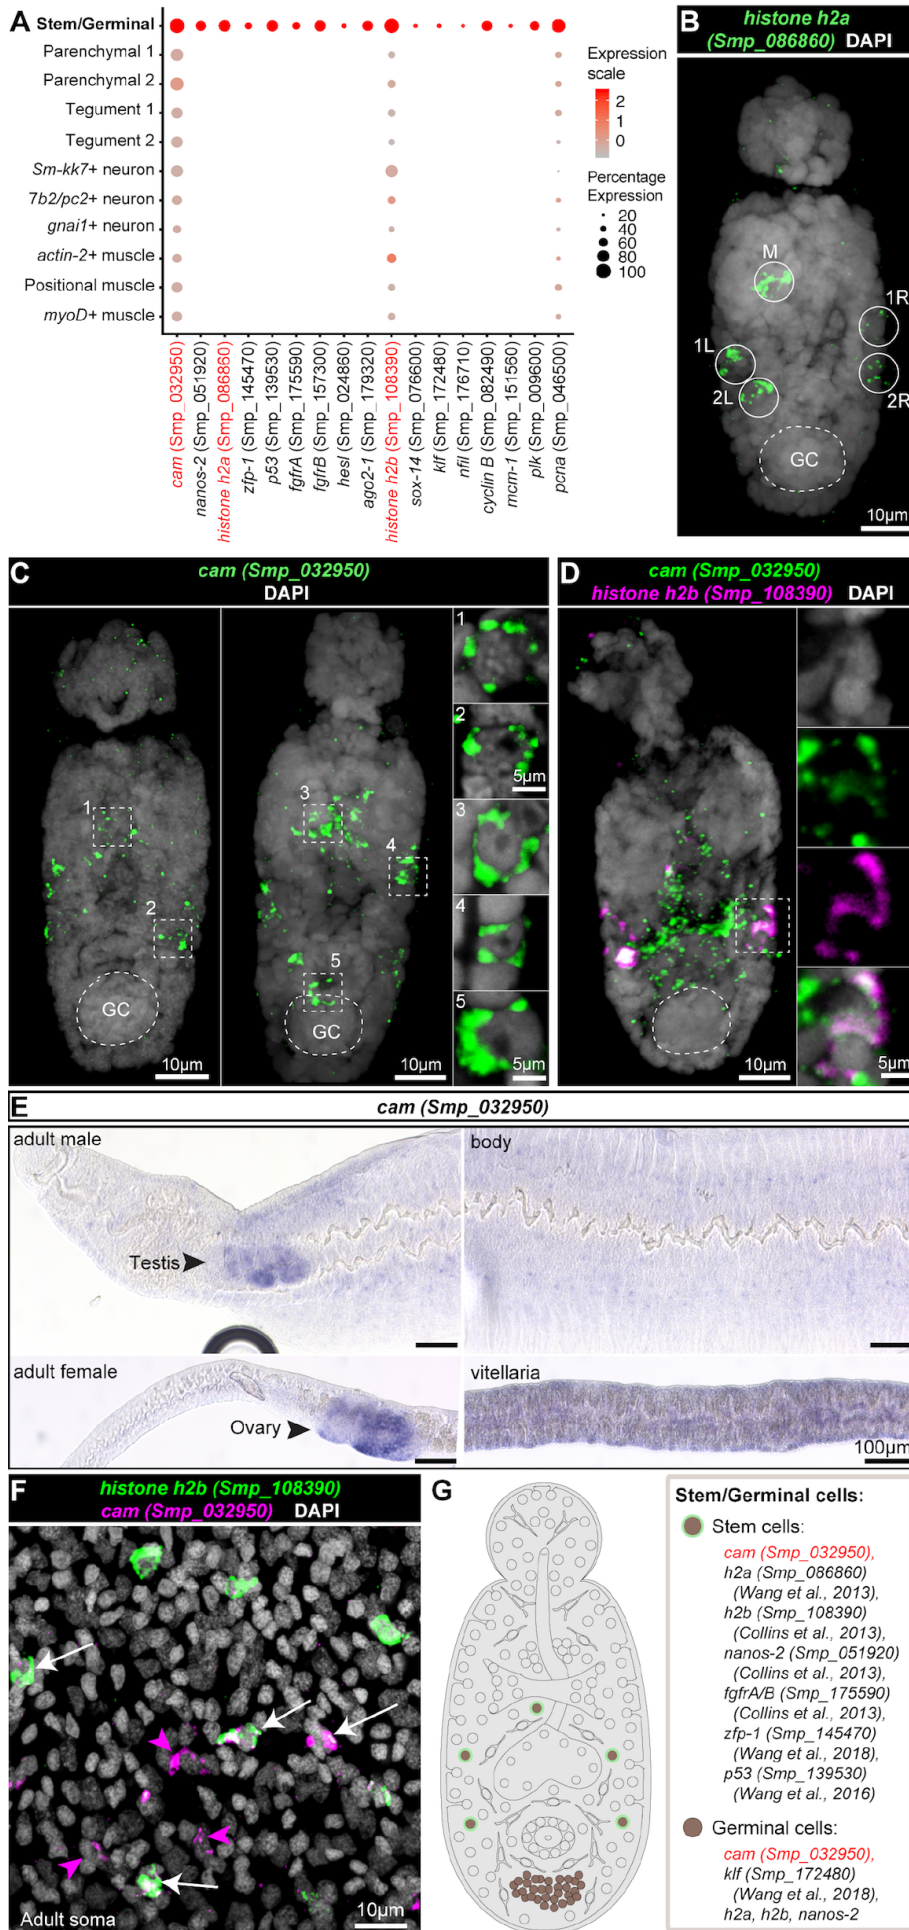 A
Stem/Germinal
Parenchymal 1
Parenchymal 2
Tegument 1
Tegument 2
Sm-kk7+ neuron
7b2/pc2+ neuron
gnai1+ neuron
actin-2+ muscle
Positional muscle
myoD+ muscle
cam (Smp_032950)
nanos-2 (Smp_051920)
histone h2a (Smp_086860)
zfp-1 (Smp_145470)
p53 (Smp_139530)
fgfrA (Smp_175590)
fgfrB (Smp_157300)
hesl (Smp_024860)
ago2-1 (Smp_179320)
histone h2b (Smp_108390)
sox-14 (Smp_076600)
klf (Smp_172480)
nfil (Smp_176710)
cyclin B (Smp_082490)
mcm-1 (Smp_151560)
plk (Smp_009600)
pcna (Smp_046500)
Expression
scale
2
1
0
Percentage
Expression
20
40
60
80
100
B
histone h2a
(Smp_086860) DAPI
M
1R
1L
2L
2R
GC
10µm
C
cam (Smp_032950)
DAPI
1
2
GC
10µm
3
4
5
GC
10µm
1
2
5µm
3
4
5
5µm
D
cam (Smp_032950)
histone h2b (Smp_108390) DAPI
10µm
5µm
E
cam (Smp_032950)
adult male
Testis
body
adult female
Ovary
vitellaria
100µm
F
histone h2b (Smp_108390)
cam (Smp_032950) DAPI
Adult soma
10µm
G
Stem/Germinal cells:
Stem cells:
cam (Smp_032950),
h2a (Smp_086860)
(Wang et al., 2013),
h2b (Smp_108390)
(Collins et al., 2013),
nanos-2 (Smp_051920)
(Collins et al., 2013),
fgfrA/B (Smp_175590)
(Collins et al., 2013),
zfp-1 (Smp_145470)
(Wang et al., 2018),
p53 (Smp_139530)
(Wang et al., 2016)
Germinal cells:
cam (Smp_032950),
klf (Smp_172480)
(Wang et al., 2018),
h2a, h2b, nanos-2